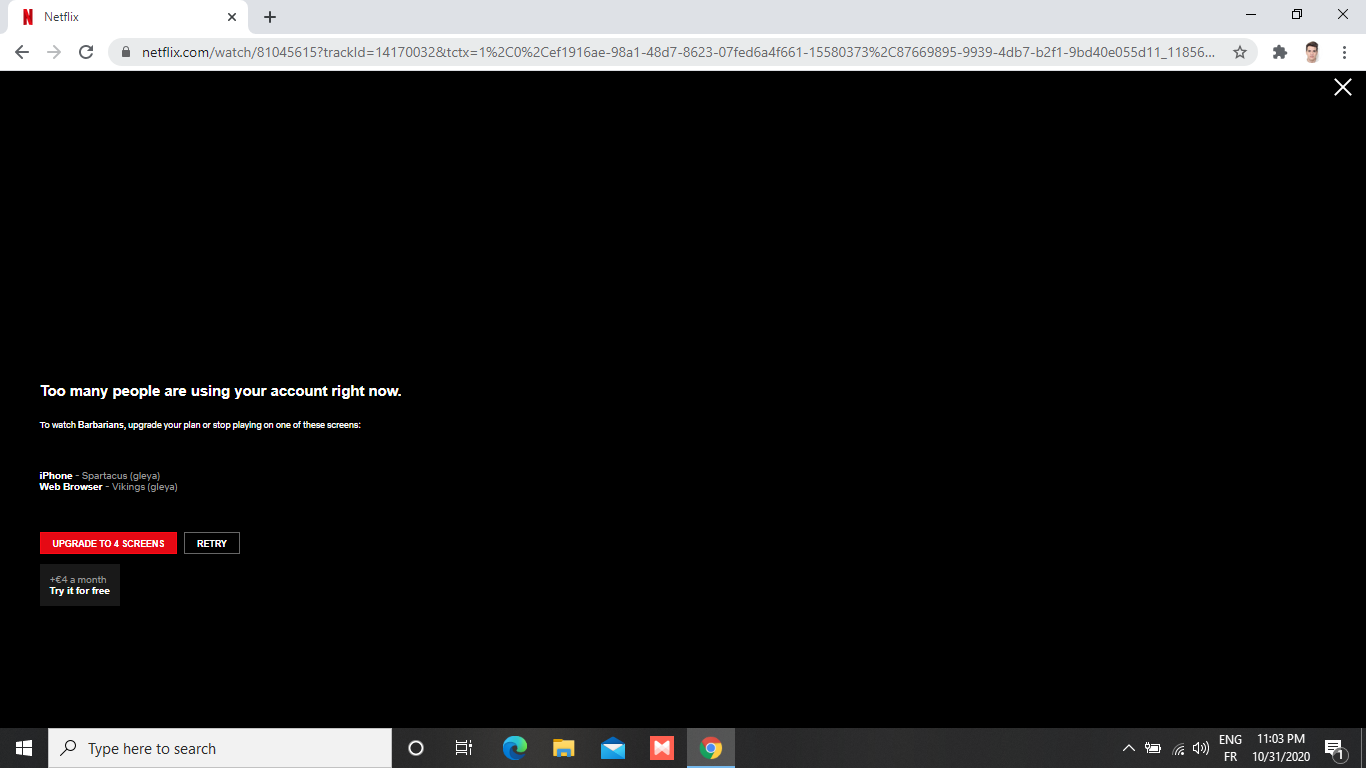 Netflix
netflix.com/watch/81045615?trackId=14170032&tctx=1%2C0%2Cef1916ae-98a1-48d7-8623-07fed6a4f661-15580373%2C87669895-9939-4db7-b2f1-9bd40e055d11_11856...
Too many people are using your account right now.
To watch Barbarians, upgrade your plan or stop playing on one of these screens:
iPhone - Spartacus (gleya)
Web Browser - Vikings (gleya)
UPGRADE TO 4 SCREENS RETRY
+€4 a month
Try it for free
Type here to search
ENG 11:03 PM
FR 10/31/2020 1